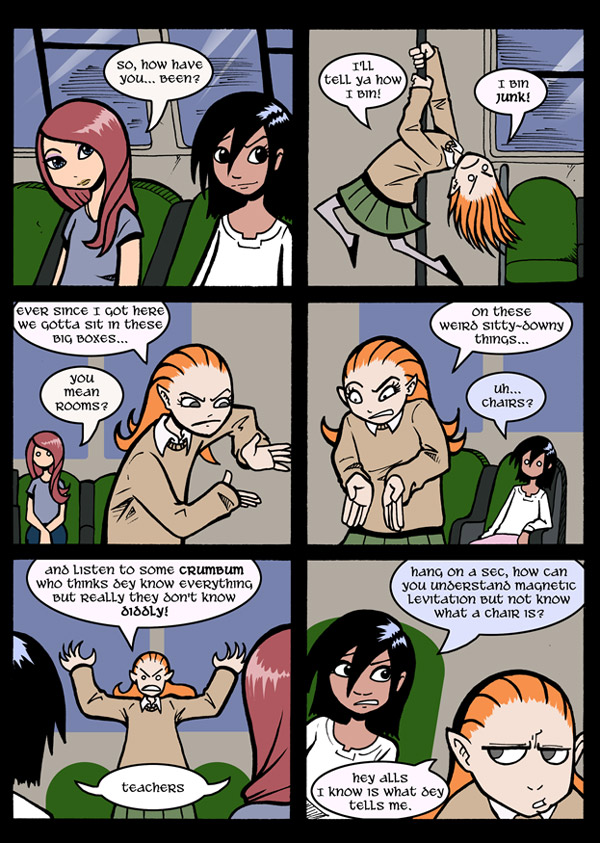 SO, HOW HAVE
YOU... BEEN?
I'LL
TELL YA HOW
I BIN!
I BIN
JUNK!
EVER SINCE I GOT HERE
WE GOTTA SIT IN THESE
BIG BOXES...
YOU
MEAN
ROOMS?
ON THESE
WEIRD SITTY-DOWNY
THINGS...
UH...
CHAIRS?
AND LISTEN TO SOME CRUMBUM
WHO THINKS DEY KNOW EVERYTHING
BUT REALLY THEY DON'T KNOW
DIDDLY!
TEACHERS
HANG ON A SEC, HOW CAN
YOU UNDERSTAND MAGNETIC
LEVITATION BUT NOT KNOW
WHAT A CHAIR IS?
HEY ALLS
I KNOW IS WHAT DEY
TELLS ME.